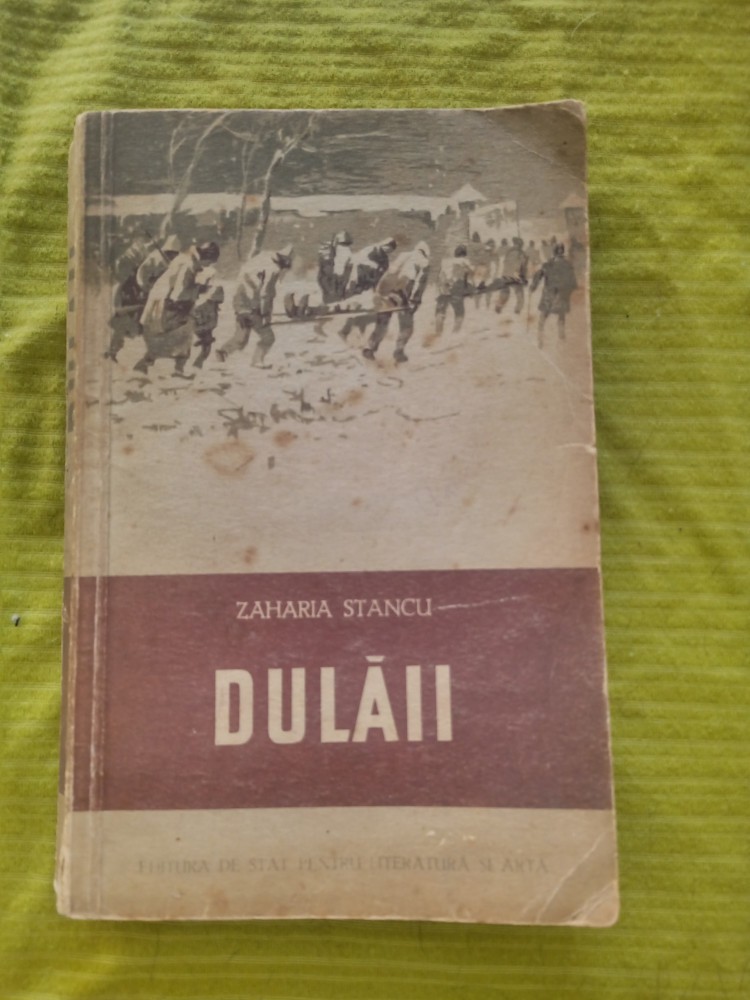 ZAHARIA STANCU
DULĂII
EDITURA DE STAT PENTRU LITERATURĂ ȘI ARTĂ